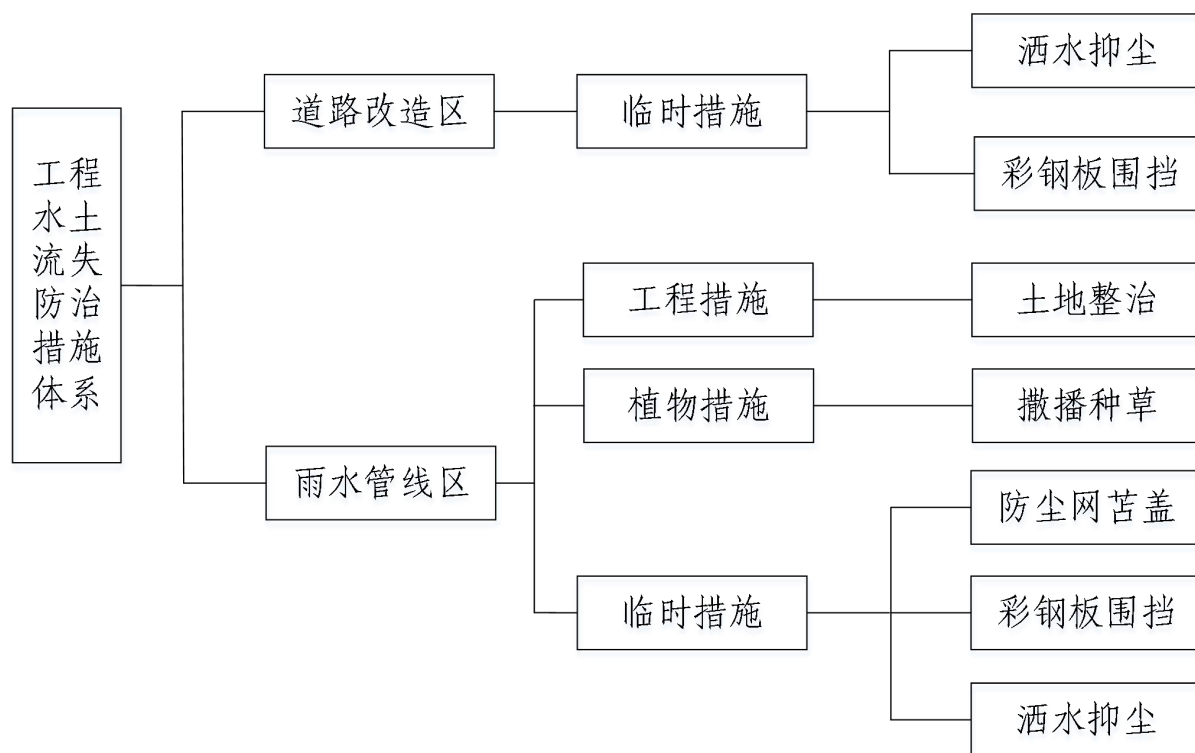 工程
水土
流失
防治
措施
体系
道路改造区
临时措施
洒水抑尘
彩钢板围挡
雨水管线区
工程措施
土地整治
植物措施
撒播种草
临时措施
防尘网苫盖
彩钢板围挡
洒水抑尘